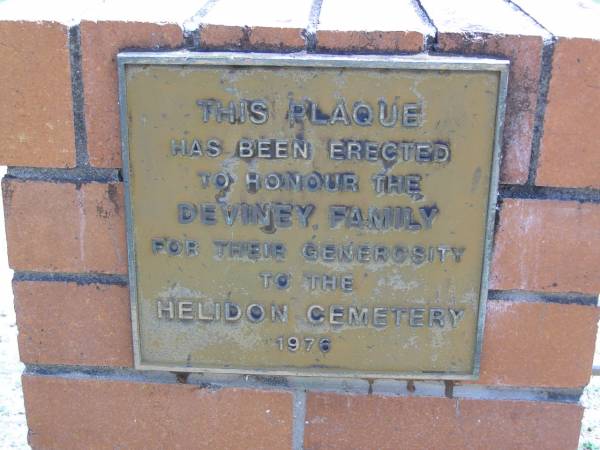 THIS PLAQUE
HAS BEEN ERECTED
TO HONOUR THE
DEVINEY FAMILY
FOR THEIR GENEROSITY
TO THE
HELIDON CEMETERY
1976